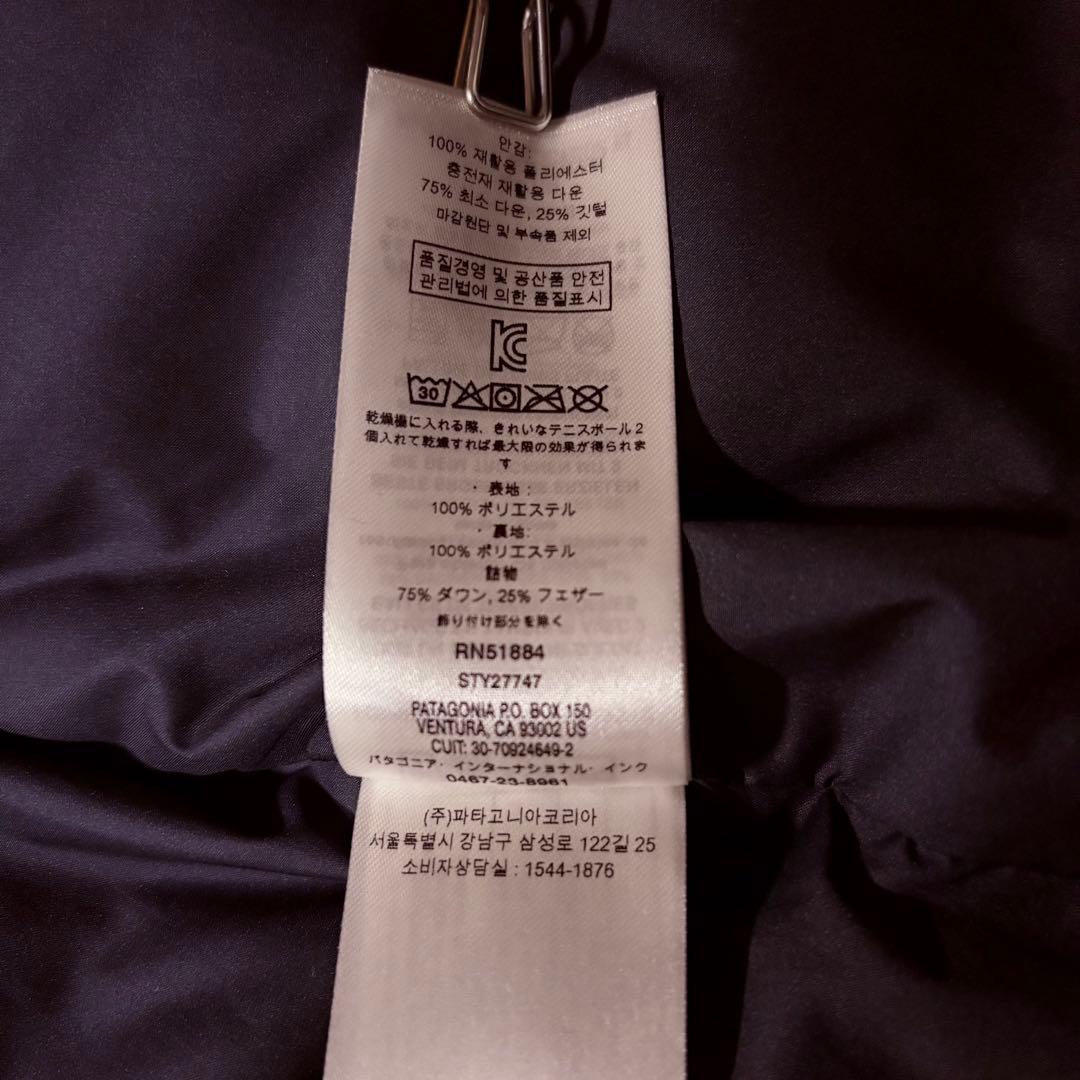 안감:
100% 재활용 폴리에스터
충전재 재활용 다운
75% 최소 다운, 25% 깃털
마감원단 및 부속품 제외
품질경영 및 공산품 안전
관리법에 의한 품질표시
30
乾燥機に入れる際、きれいなテニスボール2
個入れて乾燥すれば最大限の効果が得られま
す
・表地:
100% ポリエステル
・裏地:
100% ポリエステル
詰物
75% ダウン, 25% フェザー
飾り付け部分を除く
RN51884
STY27747
PATAGONIA P.O. BOX 150
VENTURA, CA 93002 US
CUIT: 30-70924649-2
パタゴニア・インターナショナル・インク
0467-23-8961
(주)파타고니아코리아
서울특별시 강남구 삼성로 122길 25
소비자상담실 : 1544-1876